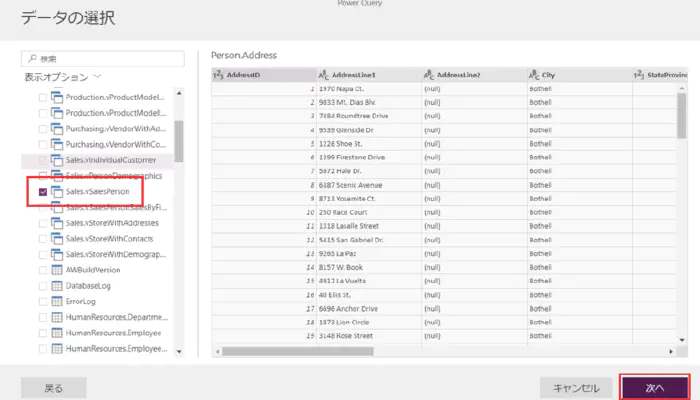 Power Query
データの選択
検索
表示オプション
Production.vProductModel...
Production.vProductModel...
Purchasing.vVendorWithAd...
Purchasing.vVendorWithCo...
Sales.vIndividualCustomer
Sales.vPersonDemographics
Sales.vSalesPerson
Sales.vSalesPersonSalesByFi...
Sales.vStoreWithAddresses
Sales.vStoreWithContacts
Sales.vStoreWithDemograp...
AWBuildVersion
DatabaseLog
ErrorLog
HumanResources.Departme...
HumanResources.Employee
HumanResources.Employee...
Person.Address
AddressID AddressLine1 AddressLine2 City StateProvinc
1 1970 Napa Ct. (null) Bothell
2 9833 Mt. Dias Blv. (null) Bothell
3 7484 Roundtree Drive (null) Bothell
4 9539 Glenside Dr (null) Bothell
5 1226 Shoe St. (null) Bothell
6 1399 Firestone Drive (null) Bothell
7 5672 Hale Dr. (null) Bothell
8 6387 Scenic Avenue (null) Bothell
9 8713 Yosemite Ct. (null) Bothell
10 250 Race Court (null) Bothell
11 1318 Lasalle Street (null) Bothell
12 5415 San Gabriel Dr. (null) Bothell
13 9265 La Paz (null) Bothell
14 8157 W. Book (null) Bothell
15 4912 La Vuelta (null) Bothell
16 40 Ellis St. (null) Bothell
17 6696 Anchor Drive (null) Bothell
18 1873 Lion Circle (null) Bothell
19 3148 Rose Street (null) Bothell
戻る
キャンセル
次へ